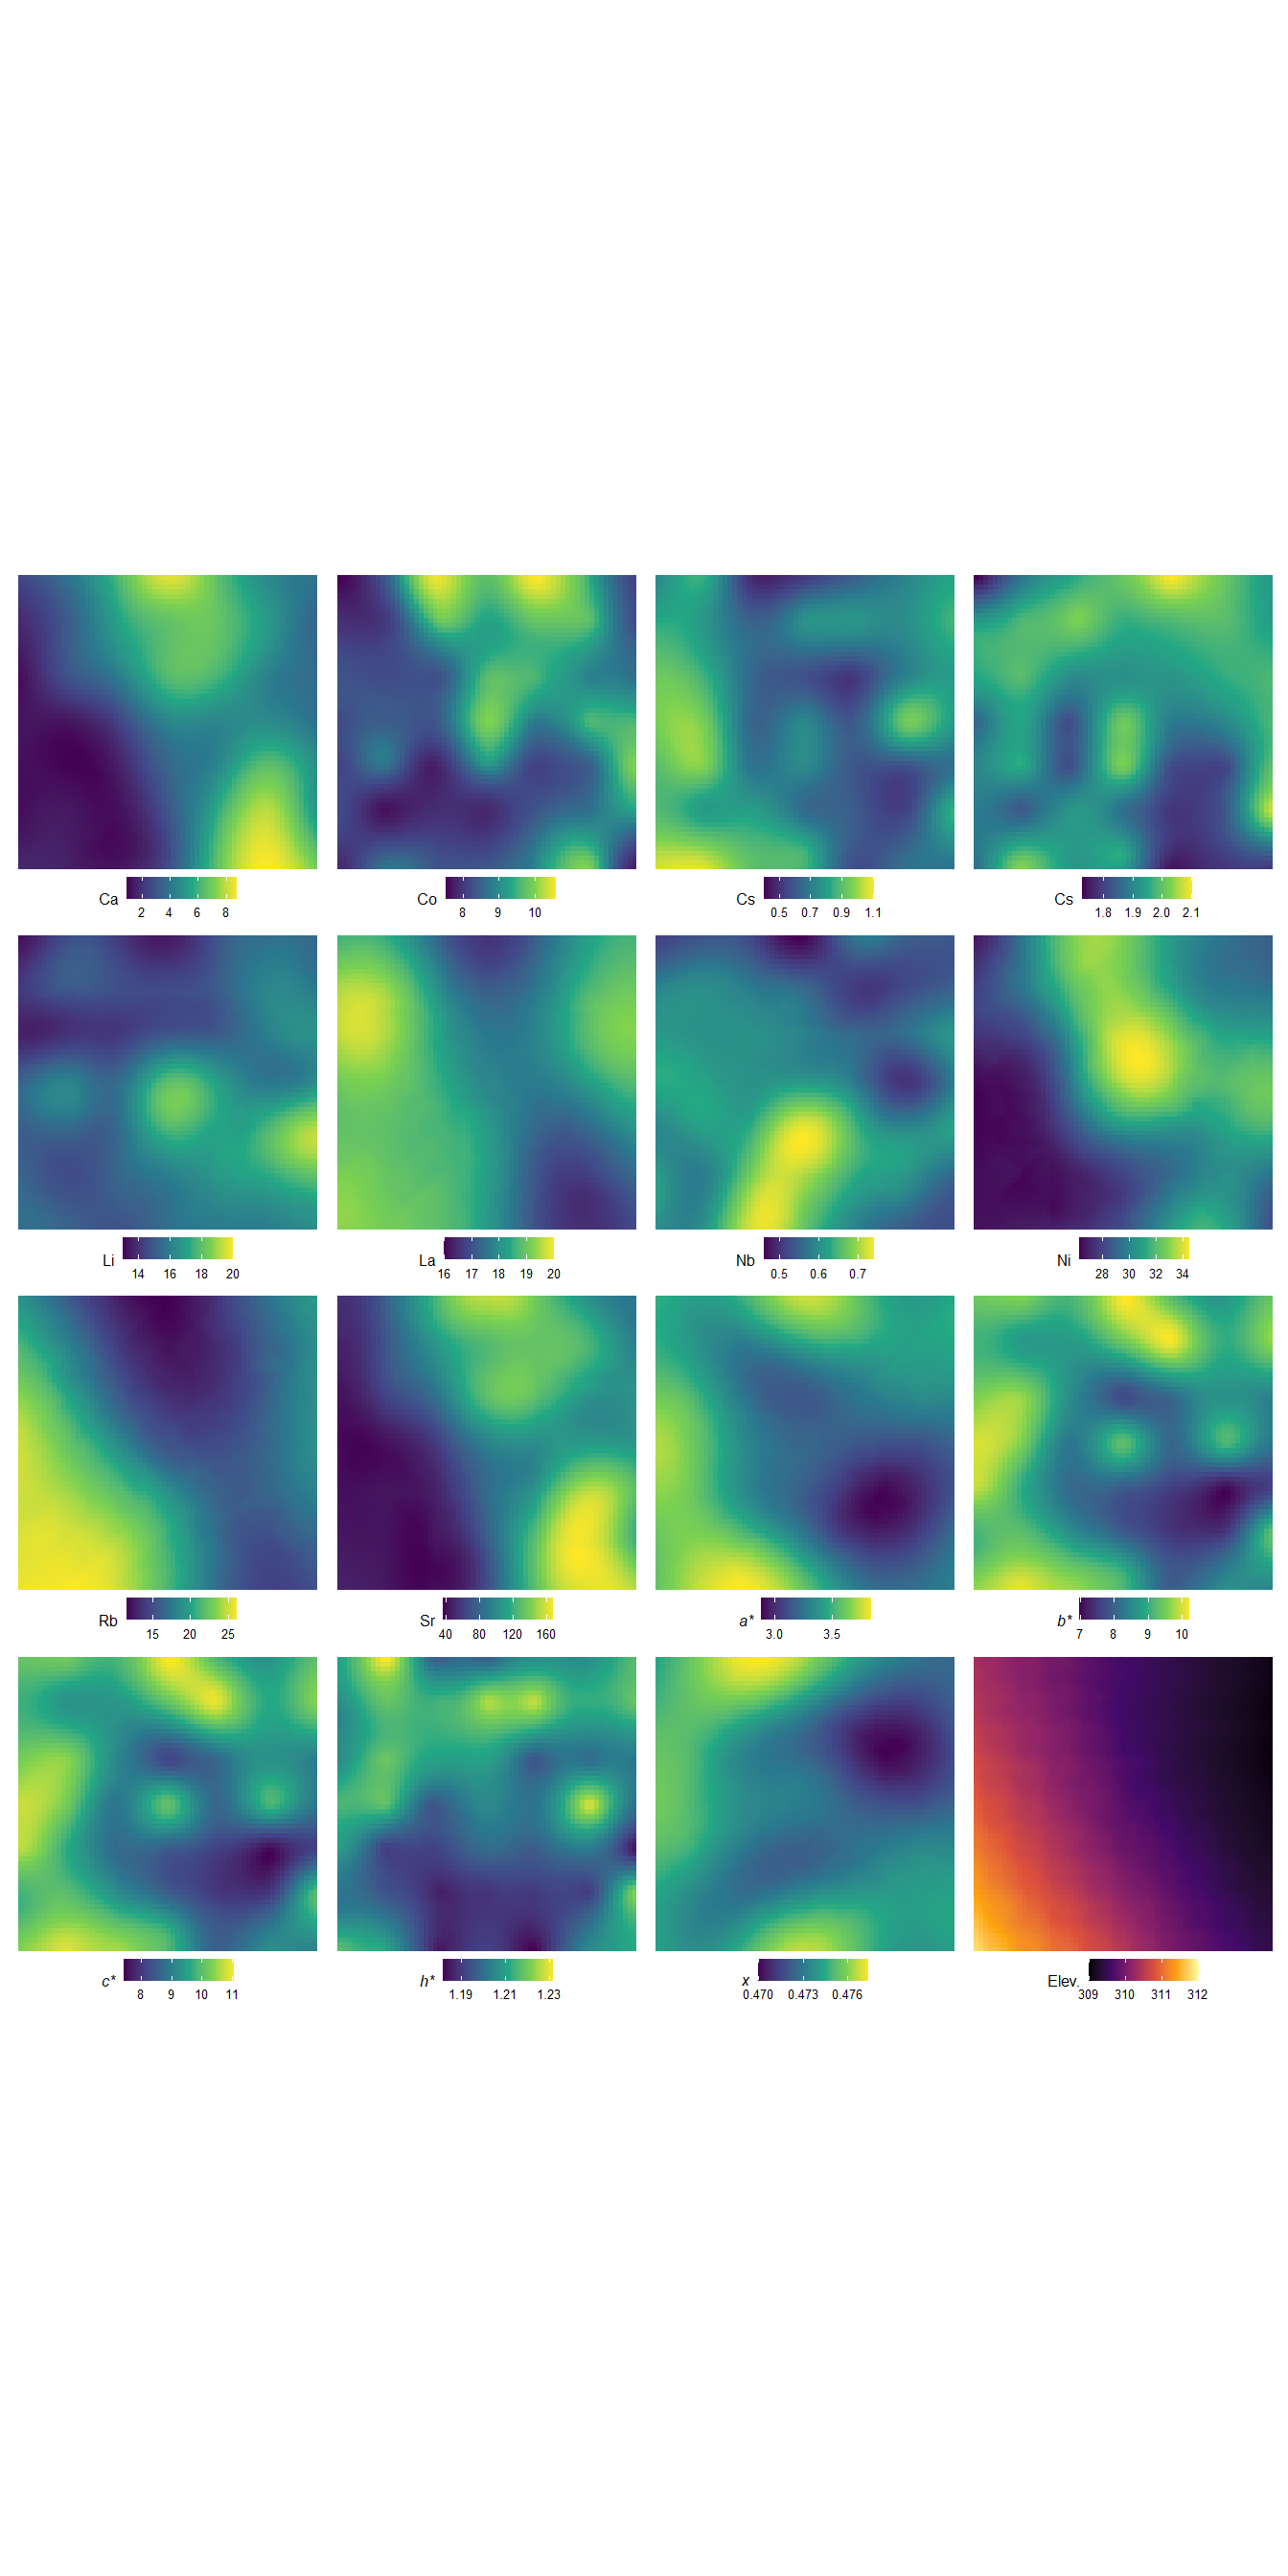 Ca 2 4 6 8
Co 8 9 10
Cs 0.5 0.7 0.9 1.1
Cs 1.8 1.9 2.0 2.1
Li 14 16 18 20
La 16 17 18 19 20
Nb 0.5 0.6 0.7
Ni 28 30 32 34
Rb 15 20 25
Sr 40 80 120 160
a* 3.0 3.5
b* 7 8 9 10
c* 8 9 10 11
h* 1.19 1.21 1.23
x 0.470 0.473 0.476
Elev. 309 310 311 312